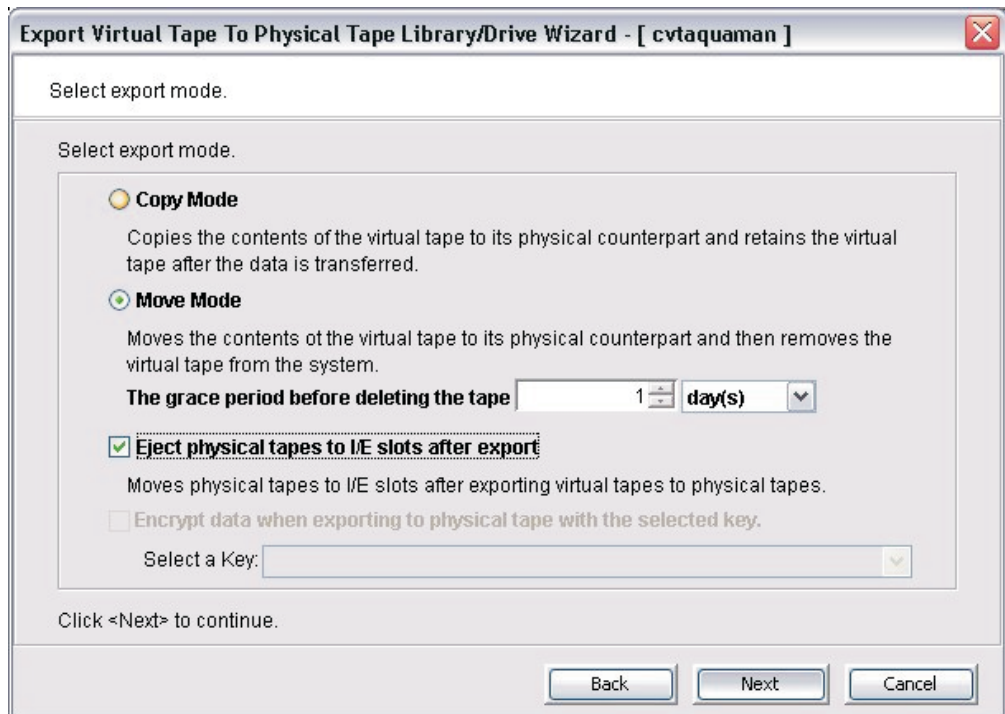 Export Virtual Tape To Physical Tape Library/Drive Wizard - [ cvtaquaman ]
Select export mode.
Select export mode.
Copy Mode
Copies the contents of the virtual tape to its physical counterpart and retains the virtual
tape after the data is transferred.
Move Mode
Moves the contents of the virtual tape to its physical counterpart and then removes the
virtual tape from the system.
The grace period before deleting the tape 1 day(s)
Eject physical tapes to I/E slots after export
Moves physical tapes to I/E slots after exporting virtual tapes to physical tapes.
Encrypt data when exporting to physical tape with the selected key.
Select a Key:
Click <Next> to continue.
Back Next Cancel